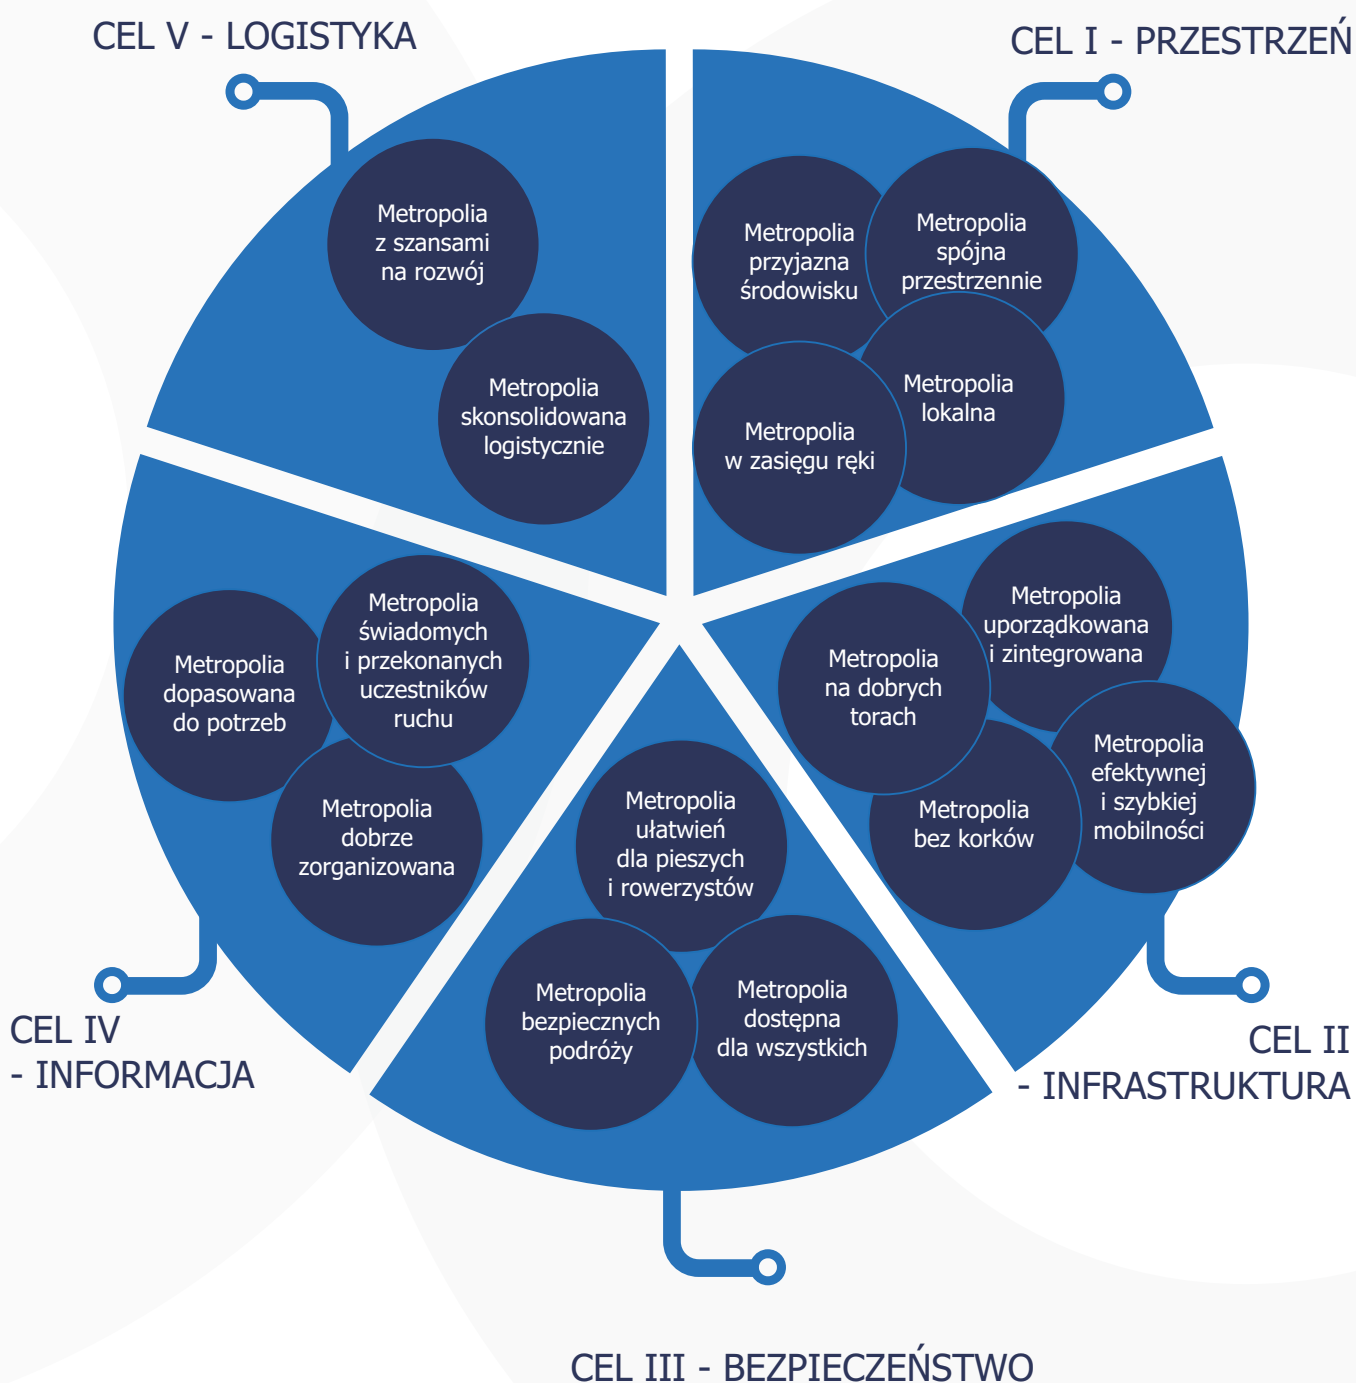 CEL V - LOGISTYKA
Metropolia
z szansami
na rozwój
Metropolia
skonsolidowana
logistycznie
CEL I - PRZESTRZEŃ
Metropolia
przyjazna
środowisku
Metropolia
spójna
przestrzennie
Metropolia
lokalna
Metropolia
w zasięgu ręki
Metropolia
uporządkowana
i zintegrowana
Metropolia
na dobrych
torach
Metropolia
efektywnej
i szybkiej
mobilności
Metropolia
bez korków
CEL II
- INFRASTRUKTURA
Metropolia
świadomych
i przekonanych
uczestników
ruchu
Metropolia
dopasowana
do potrzeb
Metropolia
dobrze
zorganizowana
CEL IV
- INFORMACJA
Metropolia
ułatwień
dla pieszych
i rowerzystów
Metropolia
bezpiecznych
podróży
Metropolia
dostępna
dla wszystkich
CEL III - BEZPIECZEŃSTWO